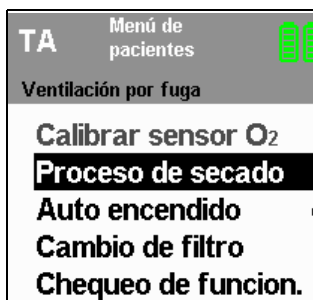 TA
Menú de
pacientes
Ventilación por fuga
Calibrar sensor O₂
Proceso de secado
Auto encendido
Cambio de filtro
Chequeo de funcion.